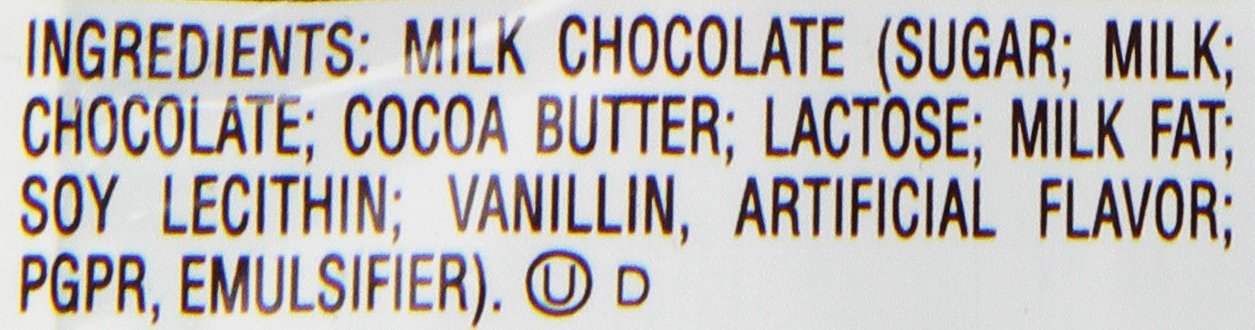 INGREDIENTS: MILK CHOCOLATE (SUGAR; MILK;
CHOCOLATE; COCOA BUTTER; LACTOSE; MILK FAT;
SOY LECITHIN; VANILLIN, ARTIFICIAL FLAVOR;
PGPR, EMULSIFIER). Ⓤ D